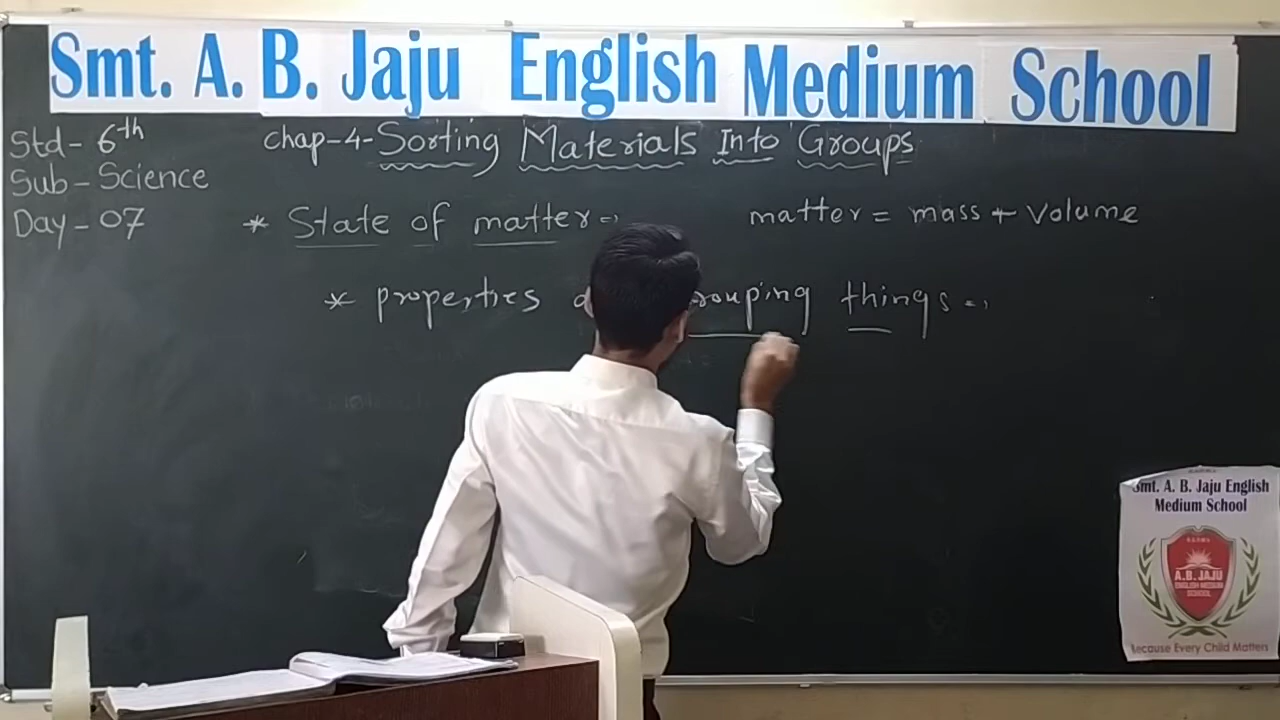 Smt. A. B. Jaju English Medium School
Std - 6th
Sub - Science
Day - 07
Chap-4- Sorting Materials Into Groups
* State of matter =
matter = mass + Volume
* properties things =
Smt. A. B. Jaju English
Medium School
A.B. JAJU
ENGLISH MEDIUM
SCHOOL
Because Every Child Matters